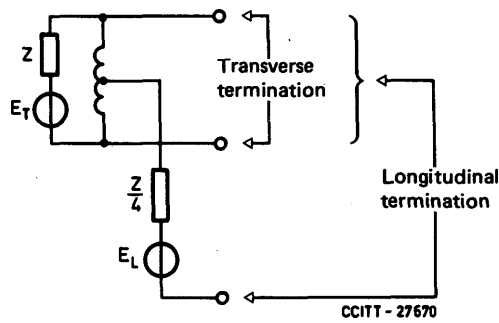 Z
E_T
Transverse
termination
Z/4
E_L
Longitudinal
termination
CCITT - 27670